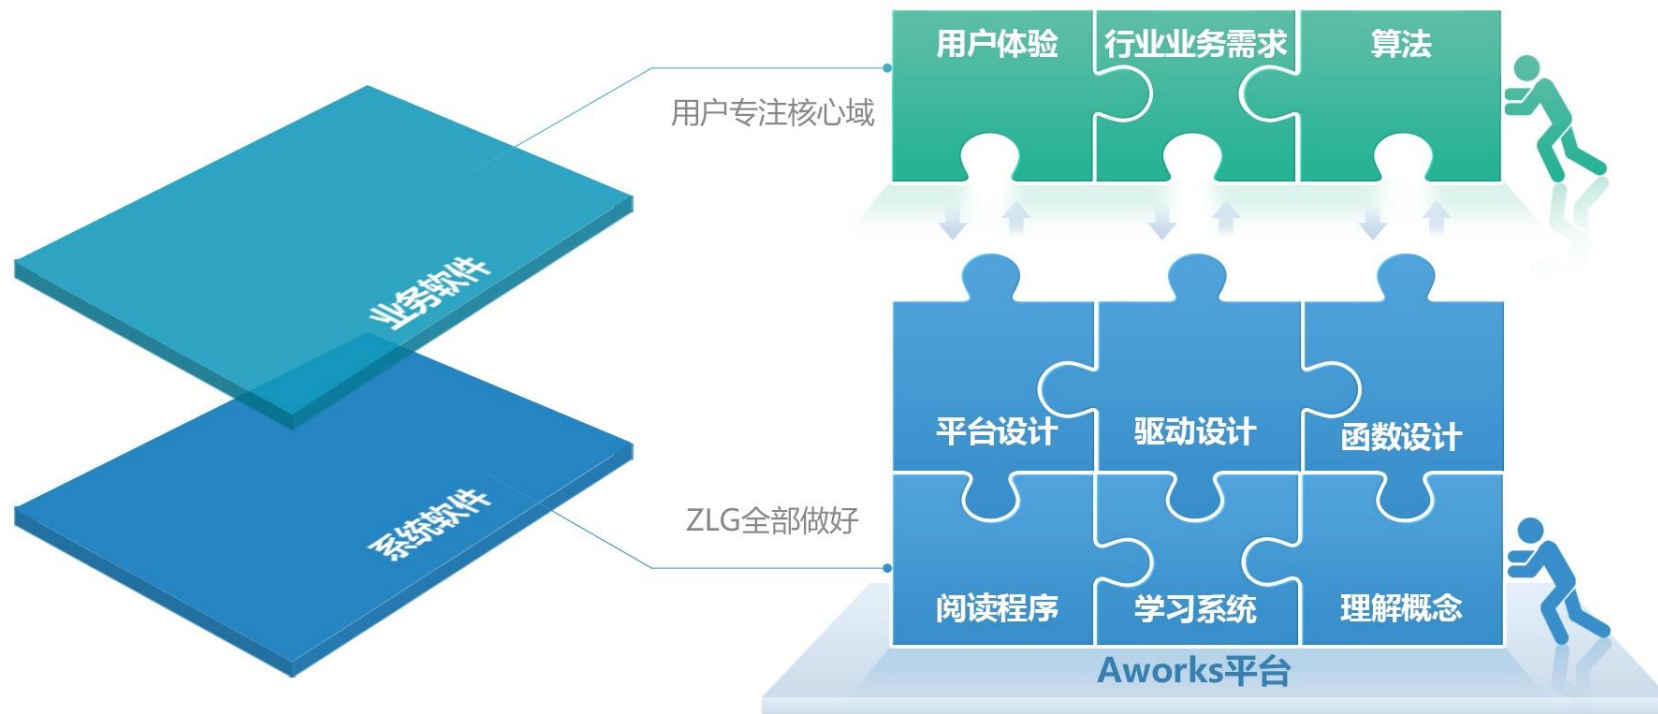 用户体验
行业业务需求
算法
用户专注核心域
业务软件
平台设计
驱动设计
函数设计
系统软件
ZLG全部做好
阅读程序
学习系统
理解概念
Aworks平台